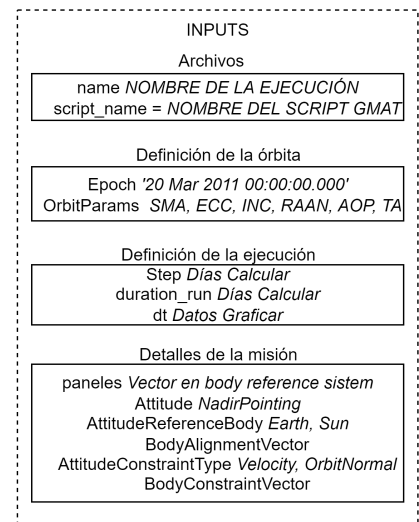 INPUTS
Archivos
name NOMBRE DE LA EJECUCIÓN
script_name = NOMBRE DEL SCRIPT GMAT
Definición de la órbita
Epoch '20 Mar 2011 00:00:00.000'
OrbitParams SMA, ECC, INC, RAAN, AOP, TA
Definición de la ejecución
Step Días Calcular
duration_run Días Calcular
dt Datos Graficar
Detalles de la misión
paneles Vector en body reference sistem
Attitude NadirPointing
AttitudeReferenceBody Earth, Sun
BodyAlignmentVector
AttitudeConstraintType Velocity, OrbitNormal
BodyConstraintVector